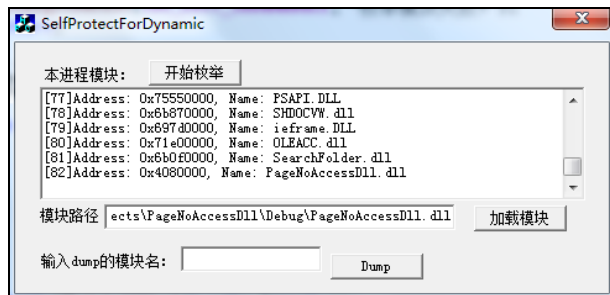 SelfProtectForDynamic
本进程模块： 开始枚举
[77]Address: 0x75550000, Name: PSAPI.DLL
[78]Address: 0x6b870000, Name: SHDOCVW.dll
[79]Address: 0x697d0000, Name: ieframe.DLL
[80]Address: 0x71e00000, Name: OLEACC.dll
[81]Address: 0x6b0f0000, Name: SearchFolder.dll
[82]Address: 0x4080000, Name: PageNoAccessDll.dll
模块路径 ects\PageNoAccessDll\Debug\PageNoAccessDll.dll 加载模块
输入dump的模块名： Dump